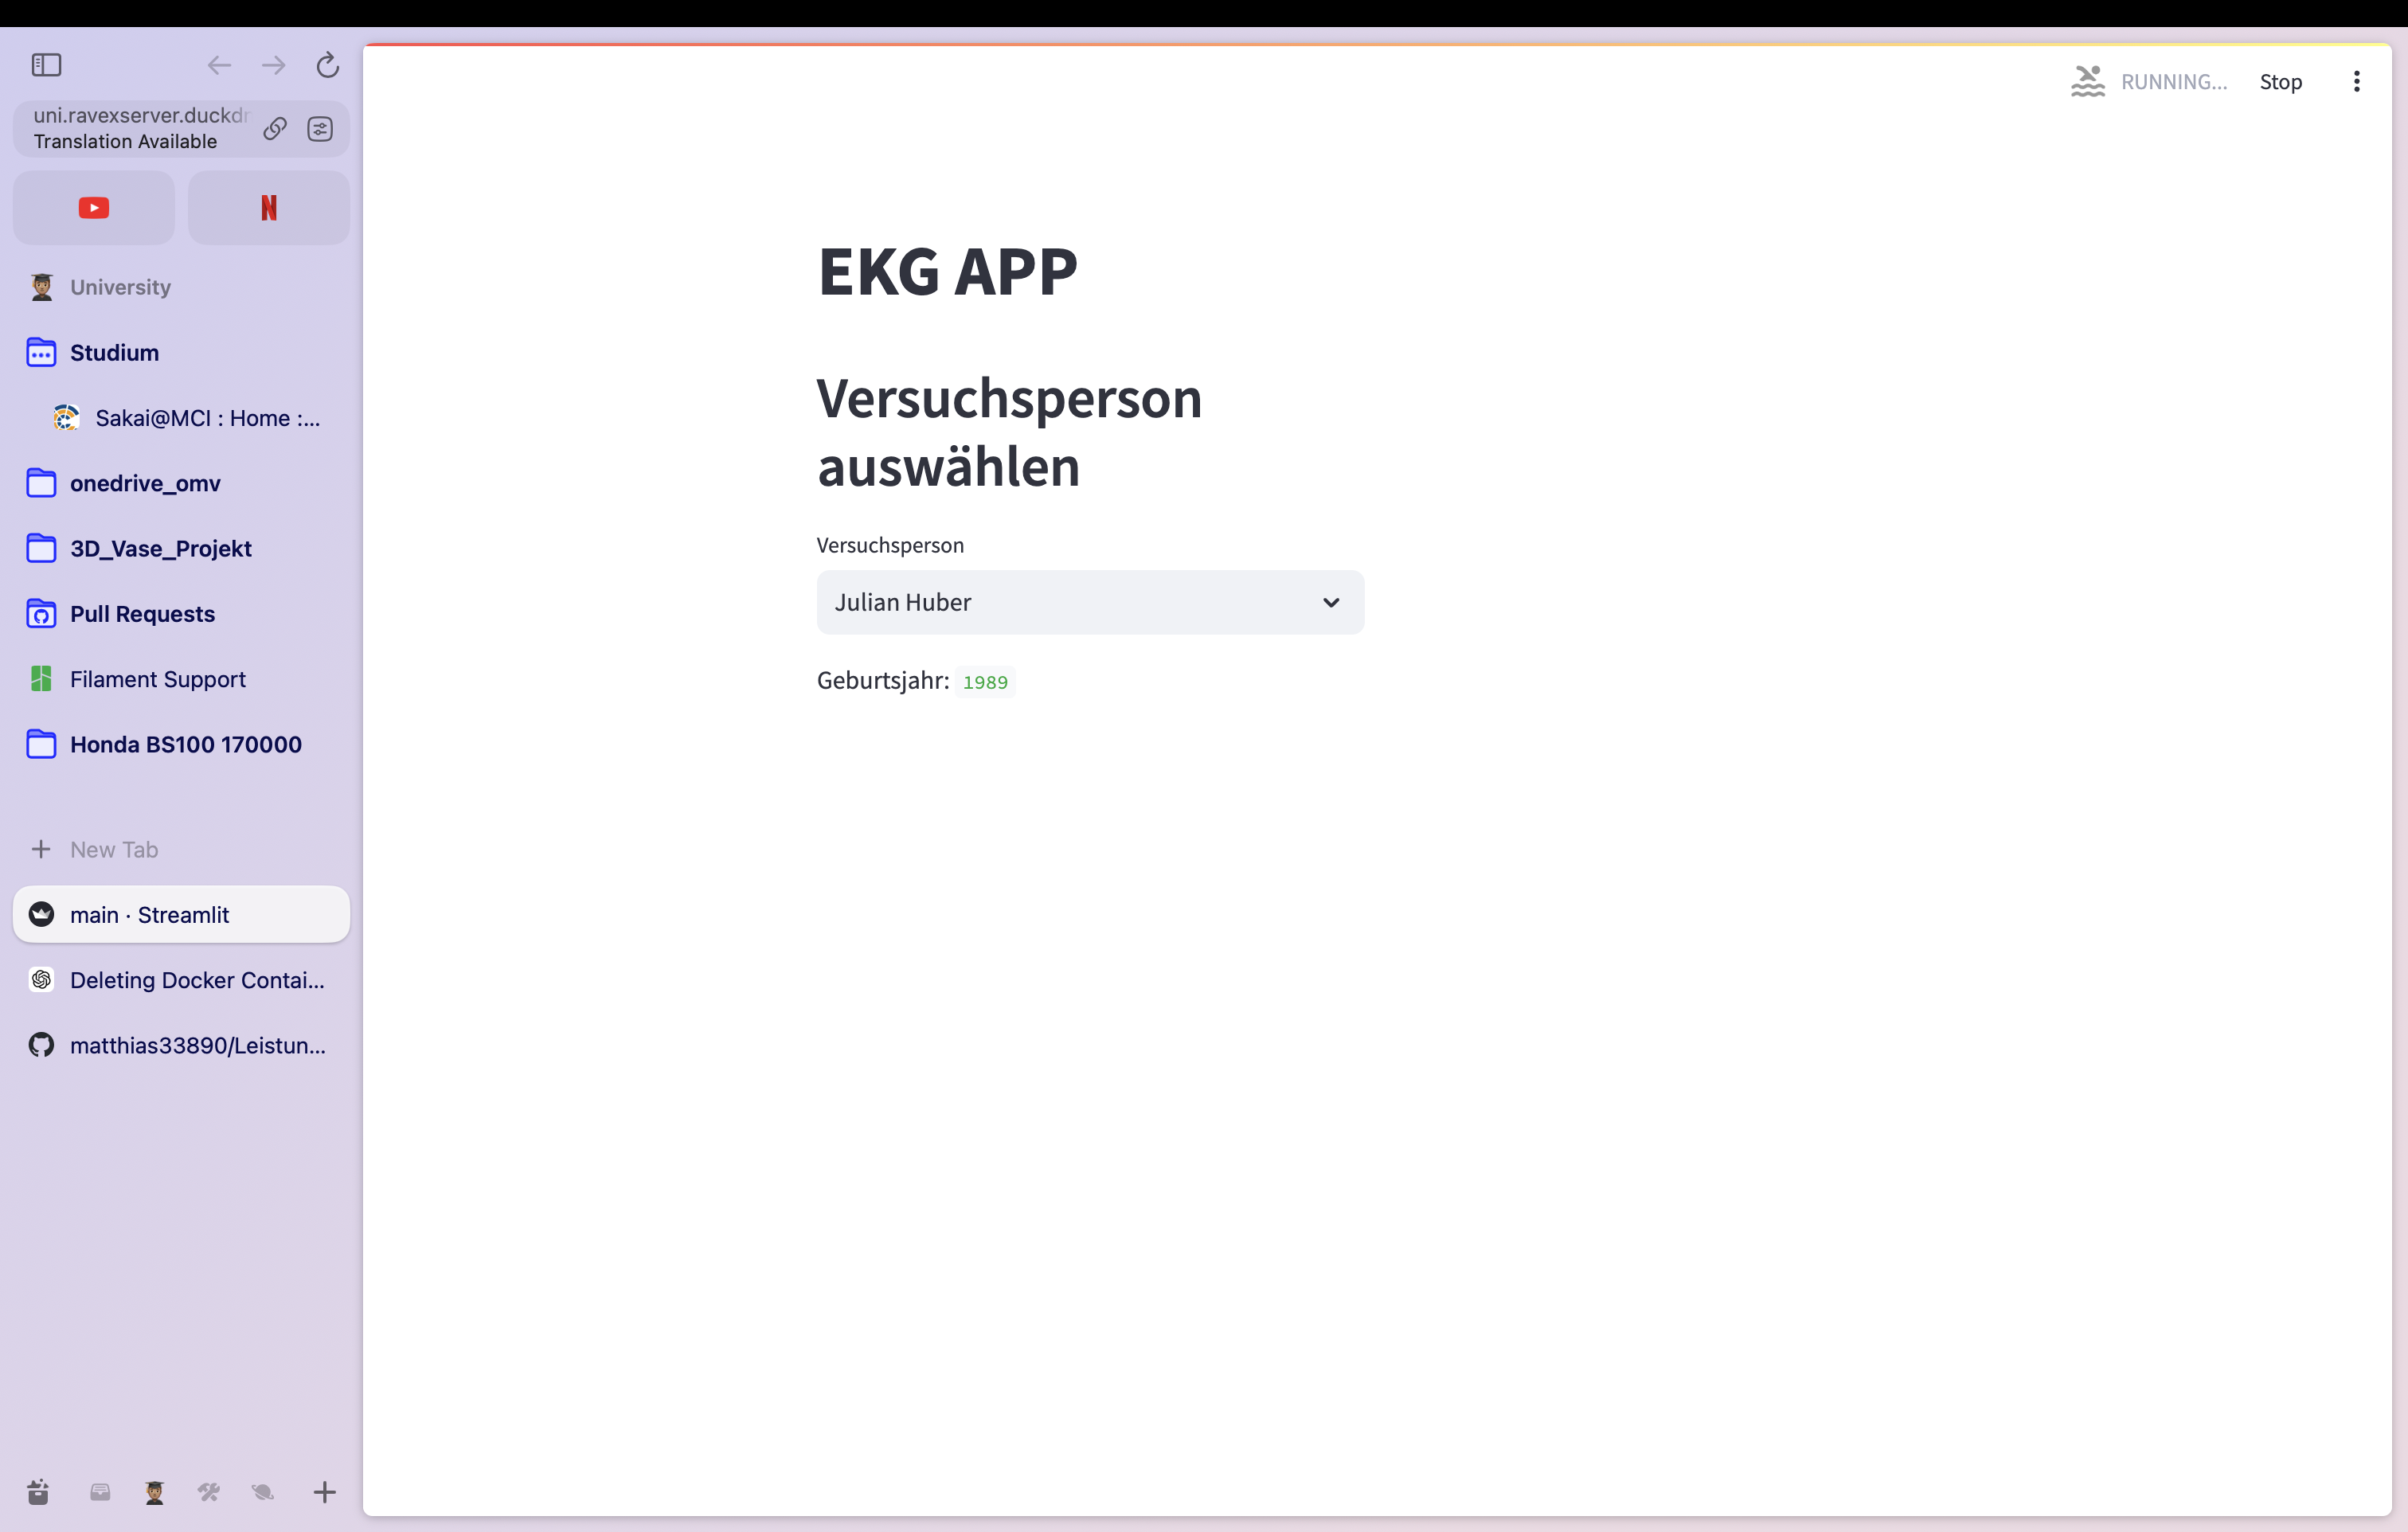 uni.ravexserver.duckd
Translation Available
University
Studium
Sakai@MCI : Home :...
onedrive_omv
3D_Vase_Projekt
Pull Requests
Filament Support
Honda BS100 170000
New Tab
main · Streamlit
Deleting Docker Contai...
matthias33890/Leistun...
RUNNING...
Stop
EKG APP
Versuchsperson
auswählen
Versuchsperson
Julian Huber
Geburtsjahr: 1989